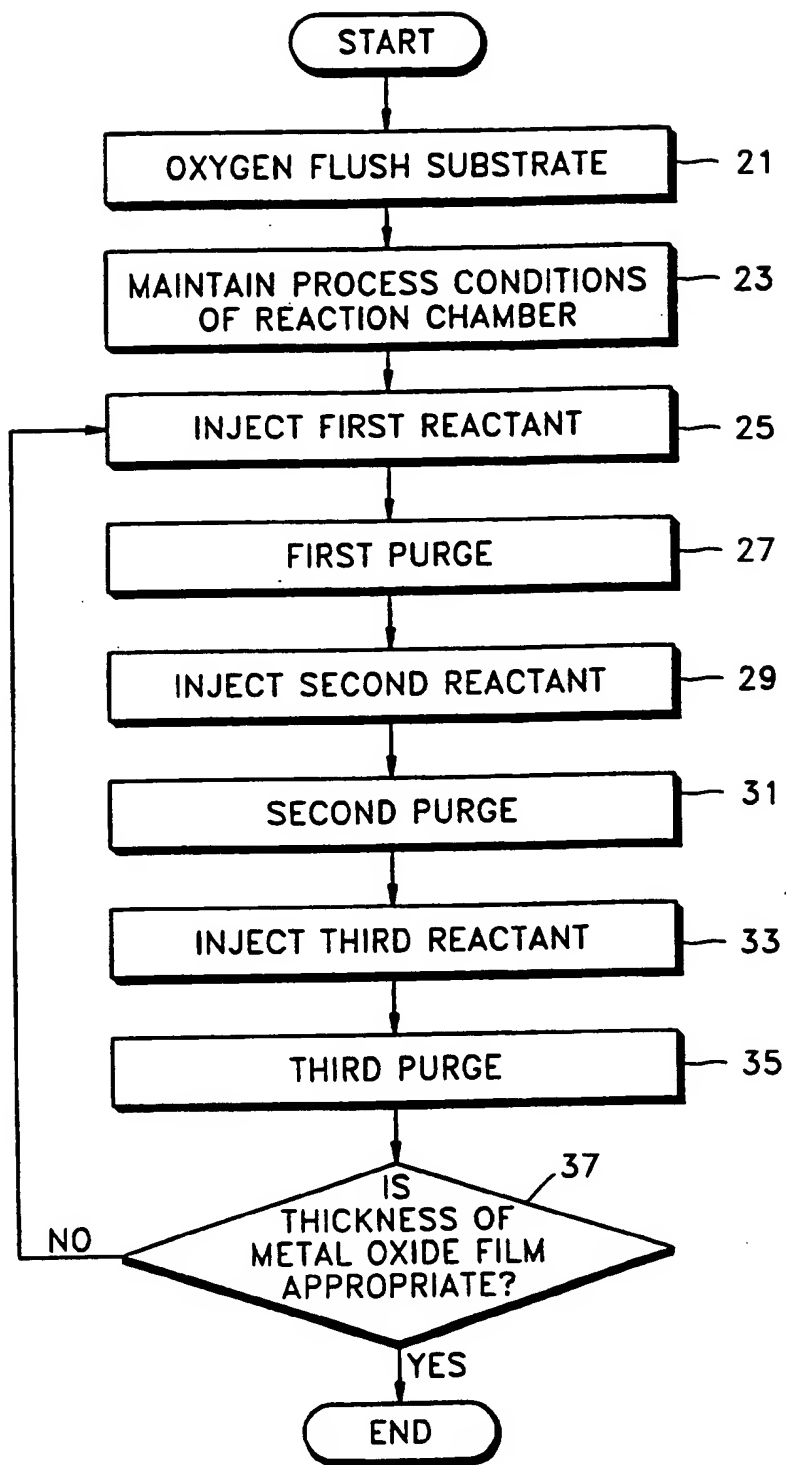 START
OXYGEN FLUSH SUBSTRATE
21
MAINTAIN PROCESS CONDITIONS
OF REACTION CHAMBER
23
INJECT FIRST REACTANT
25
FIRST PURGE
27
INJECT SECOND REACTANT
29
SECOND PURGE
31
INJECT THIRD REACTANT
33
THIRD PURGE
35
IS
THICKNESS OF
METAL OXIDE FILM
APPROPRIATE?
37
NO
YES
END